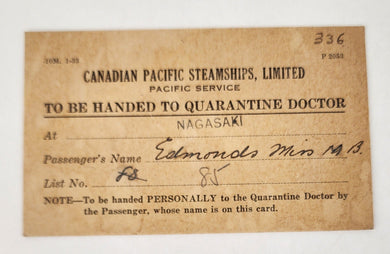 336
10M. 1-33 P 2053
CANADIAN PACIFIC STEAMSHIPS, LIMITED
PACIFIC SERVICE
TO BE HANDED TO QUARANTINE DOCTOR
NAGASAKI
At
Passenger's Name Edmonds Miss M. B.
List No. 85
NOTE—To be handed PERSONALLY to the Quarantine Doctor by
the Passenger, whose name is on this card.